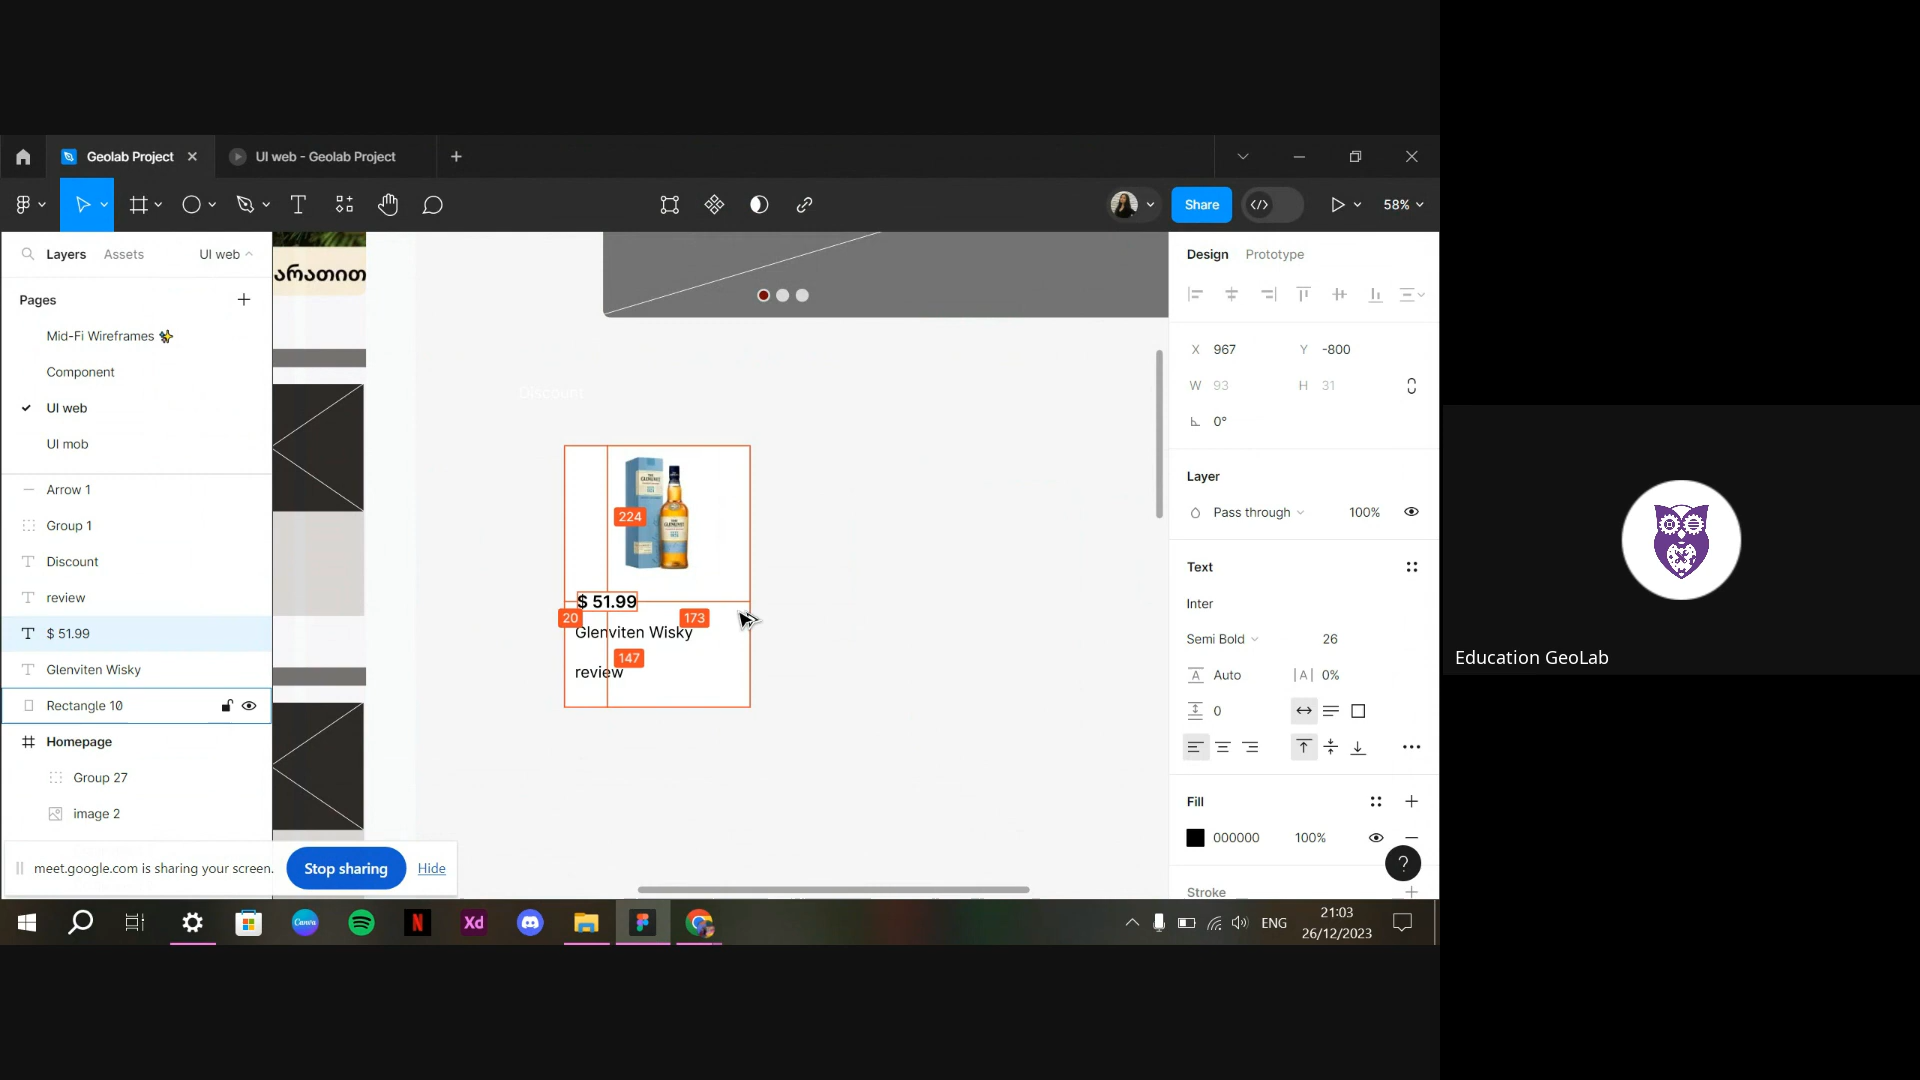 Geolab Project
UI web - Geolab Project
Share
58%
Layers
Assets
UI web
Pages
Mid-Fi Wireframes ✨
Component
UI web
UI mob
Arrow 1
Group 1
Discount
review
$ 51.99
Glenviten Wisky
Rectangle 10
Homepage
Group 27
image 2
არათით
Discount
224
$ 51.99
20
173
Glenviten Wisky
147
review
Design
Prototype
X 967
Y -800
W 93
H 31
0°
Layer
Pass through
100%
Text
Inter
Semi Bold
26
Auto
0%
0
Fill
000000
100%
Stroke
?
meet.google.com is sharing your screen.
Stop sharing
Hide
Canva
Xd
ENG
21:03
26/12/2023
Education GeoLab